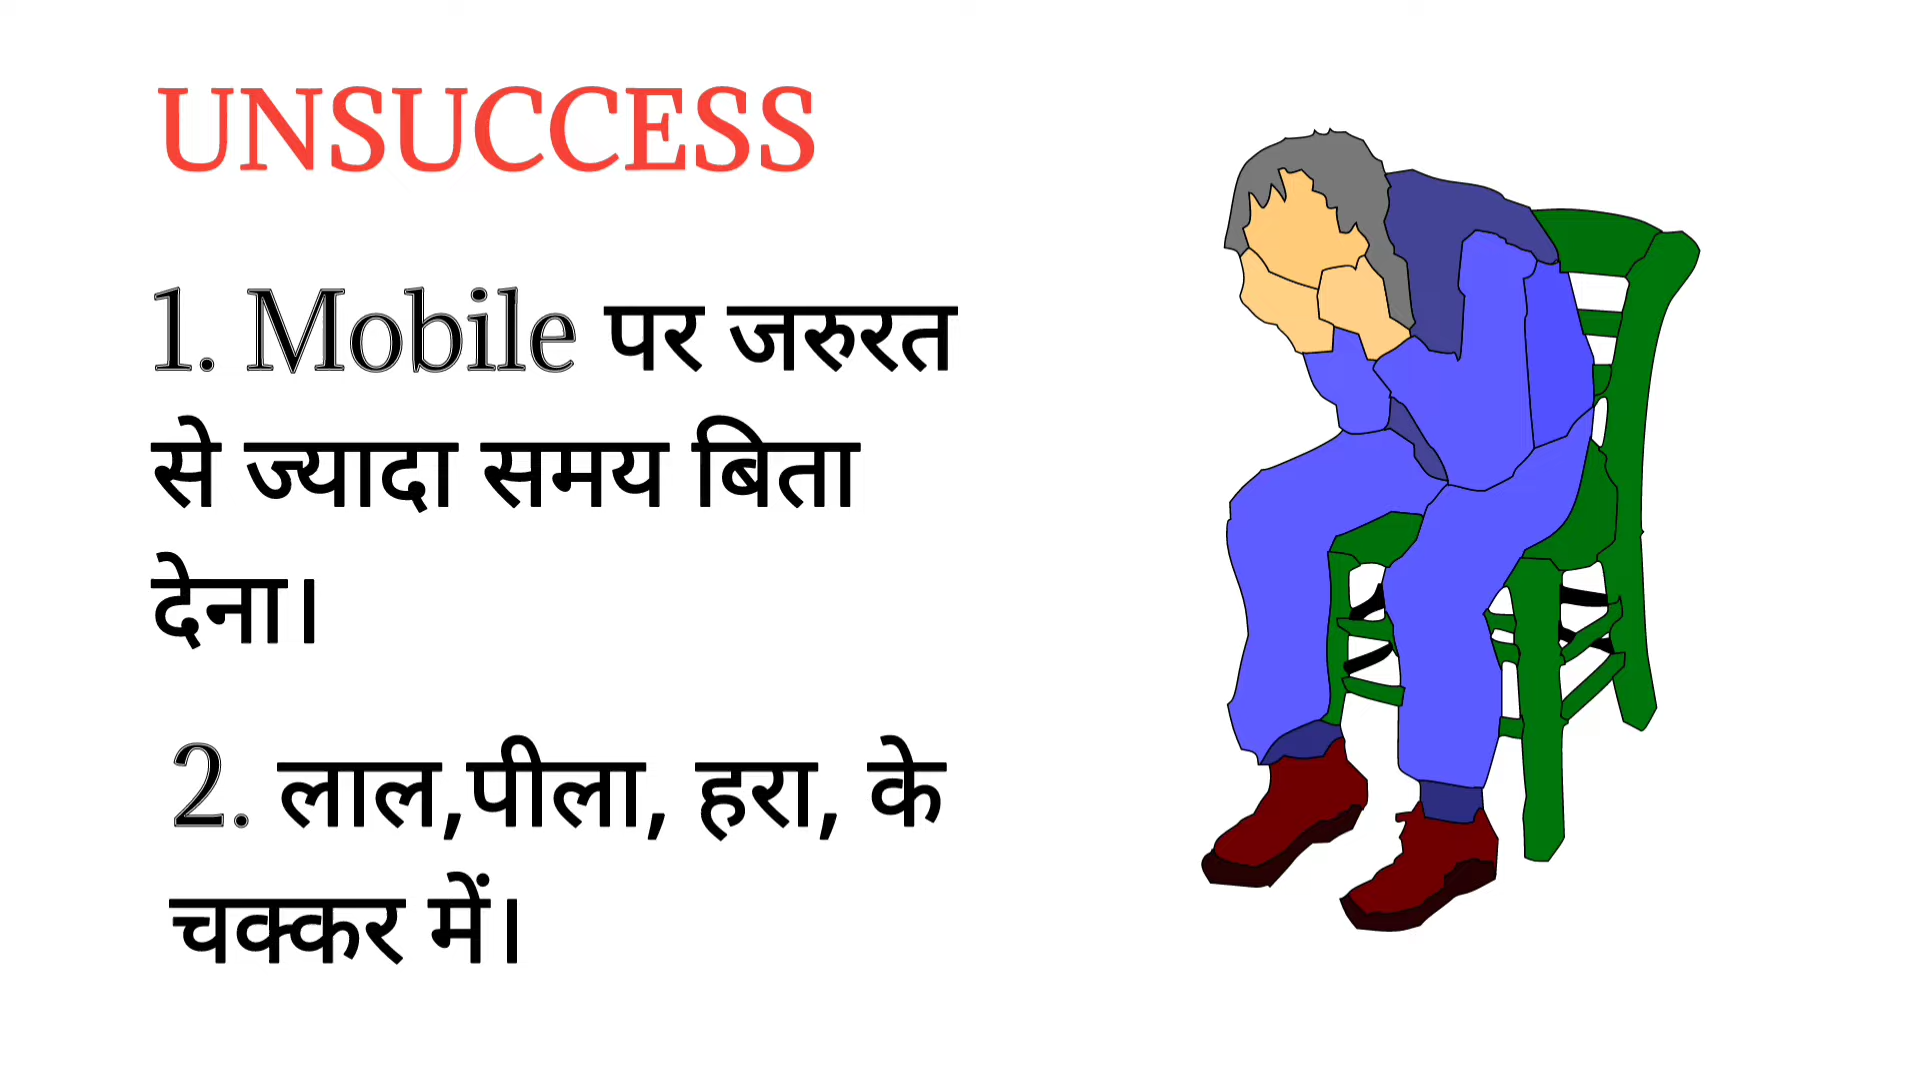 UNSUCCESS
1. Mobile पर जरुरत
से ज्यादा समय बिता
देना।
2. लाल,पीला, हरा, के
चक्कर में।